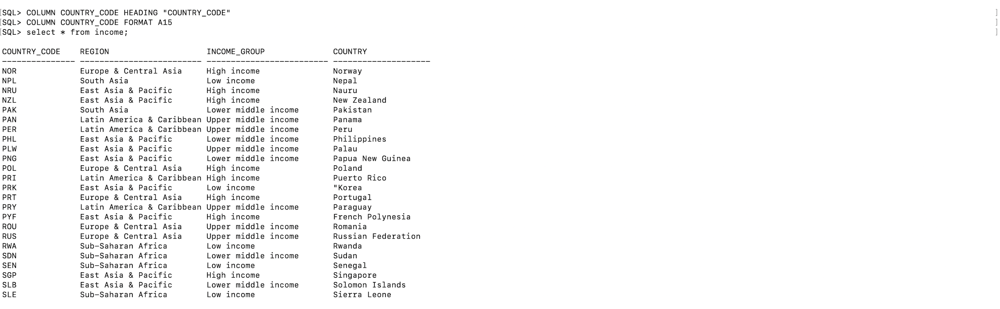 [SQL> COLUMN COUNTRY_CODE HEADING "COUNTRY_CODE" ]
[SQL> COLUMN COUNTRY_CODE FORMAT A15 ]
[SQL> select * from income; ]
COUNTRY_CODE    REGION                    INCOME_GROUP              COUNTRY
--------------- ------------------------- ------------------------- --------------------
NOR             Europe & Central Asia     High income               Norway
NPL             South Asia                Low income                Nepal
NRU             East Asia & Pacific       High income               Nauru
NZL             East Asia & Pacific       High income               New Zealand
PAK             South Asia                Lower middle income       Pakistan
PAN             Latin America & Caribbean Upper middle income       Panama
PER             Latin America & Caribbean Upper middle income       Peru
PHL             East Asia & Pacific       Lower middle income       Philippines
PLW             East Asia & Pacific       Upper middle income       Palau
PNG             East Asia & Pacific       Lower middle income       Papua New Guinea
POL             Europe & Central Asia     High income               Poland
PRI             Latin America & Caribbean High income               Puerto Rico
PRK             East Asia & Pacific       Low income                "Korea
PRT             Europe & Central Asia     High income               Portugal
PRY             Latin America & Caribbean Upper middle income       Paraguay
PYF             East Asia & Pacific       High income               French Polynesia
ROU             Europe & Central Asia     Upper middle income       Romania
RUS             Europe & Central Asia     Upper middle income       Russian Federation
RWA             Sub-Saharan Africa        Low income                Rwanda
SDN             Sub-Saharan Africa        Lower middle income       Sudan
SEN             Sub-Saharan Africa        Low income                Senegal
SGP             East Asia & Pacific       High income               Singapore
SLB             East Asia & Pacific       Lower middle income       Solomon Islands
SLE             Sub-Saharan Africa        Low income                Sierra Leone